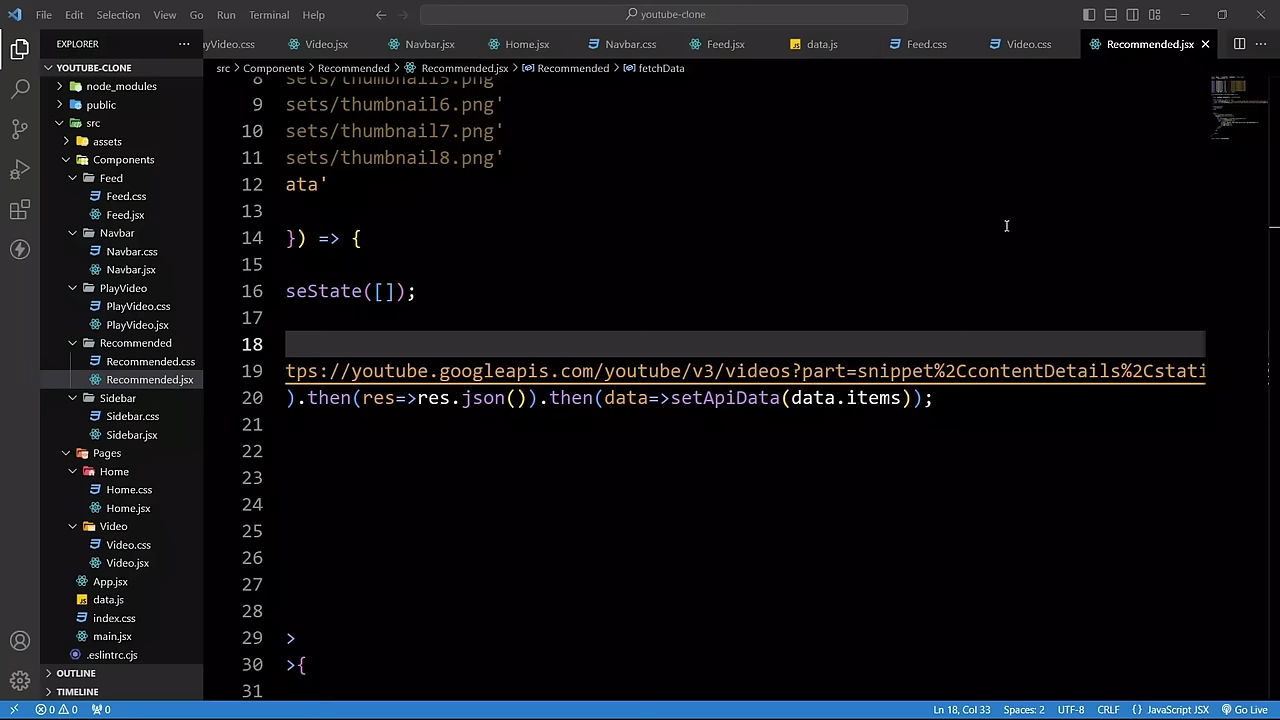 File Edit Selection View Go Run Terminal Help youtube-clone
EXPLORER
ayVideo.css Video.jsx Navbar.jsx Home.jsx Navbar.css Feed.jsx data.js Feed.css Video.css Recommended.jsx
src > Components > Recommended > Recommended.jsx > Recommended > fetchData
YOUTUBE-CLONE
node_modules
public
src
assets
Components
Feed
Feed.css
Feed.jsx
Navbar
Navbar.css
Navbar.jsx
PlayVideo
PlayVideo.css
PlayVideo.jsx
Recommended
Recommended.css
Recommended.jsx
Sidebar
Sidebar.css
Sidebar.jsx
Pages
Home
Home.css
Home.jsx
Video
Video.css
Video.jsx
App.jsx
data.js
index.css
main.jsx
.eslintrc.cjs
OUTLINE
TIMELINE
8 sets/thumbnail5.png'
9 sets/thumbnail6.png'
10 sets/thumbnail7.png'
11 sets/thumbnail8.png'
12 ata'
13
14 }) => {
15
16 seState([]);
17
18
19 tps://youtube.googleapis.com/youtube/v3/videos?part=snippet%2CcontentDetails%2Cstati
20 ).then(res=>res.json()).then(data=>setApiData(data.items));
21
22
23
24
25
26
27
28
29 >
30 >{
31
0 0 0 Ln 18, Col 33 Spaces: 2 UTF-8 CRLF {} JavaScript JSX Go Live